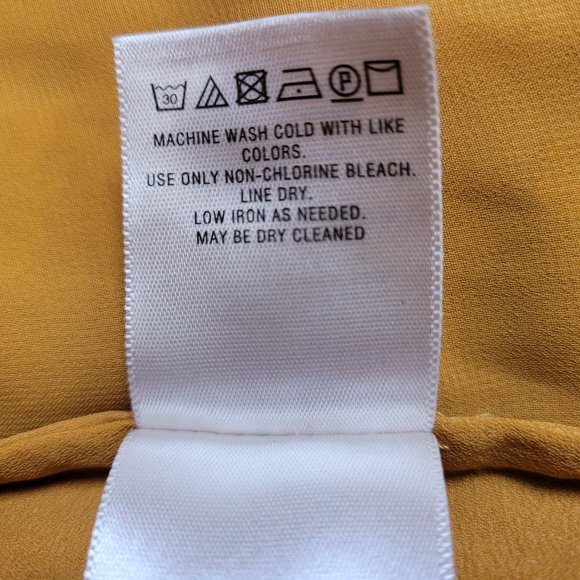 30 P
MACHINE WASH COLD WITH LIKE
COLORS.
USE ONLY NON-CHLORINE BLEACH.
LINE DRY.
LOW IRON AS NEEDED.
MAY BE DRY CLEANED